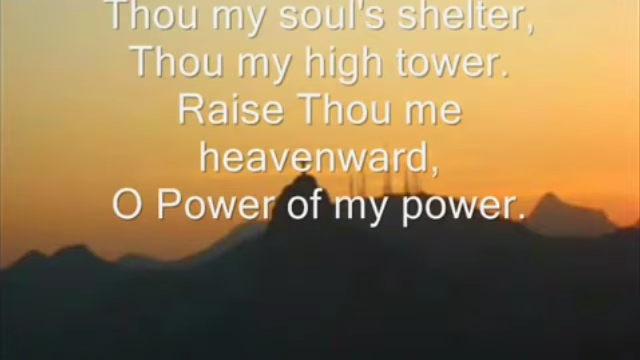 Thou my soul's shelter,
Thou my high tower.
Raise Thou me
heavenward,
O Power of my power.